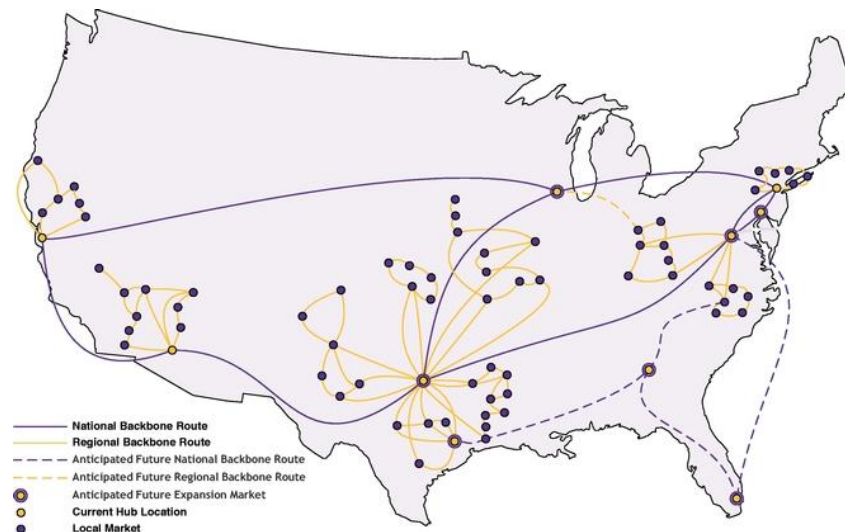 National Backbone Route
Regional Backbone Route
Anticipated Future National Backbone Route
Anticipated Future Regional Backbone Route
Anticipated Future Expansion Market
Current Hub Location
Local Market